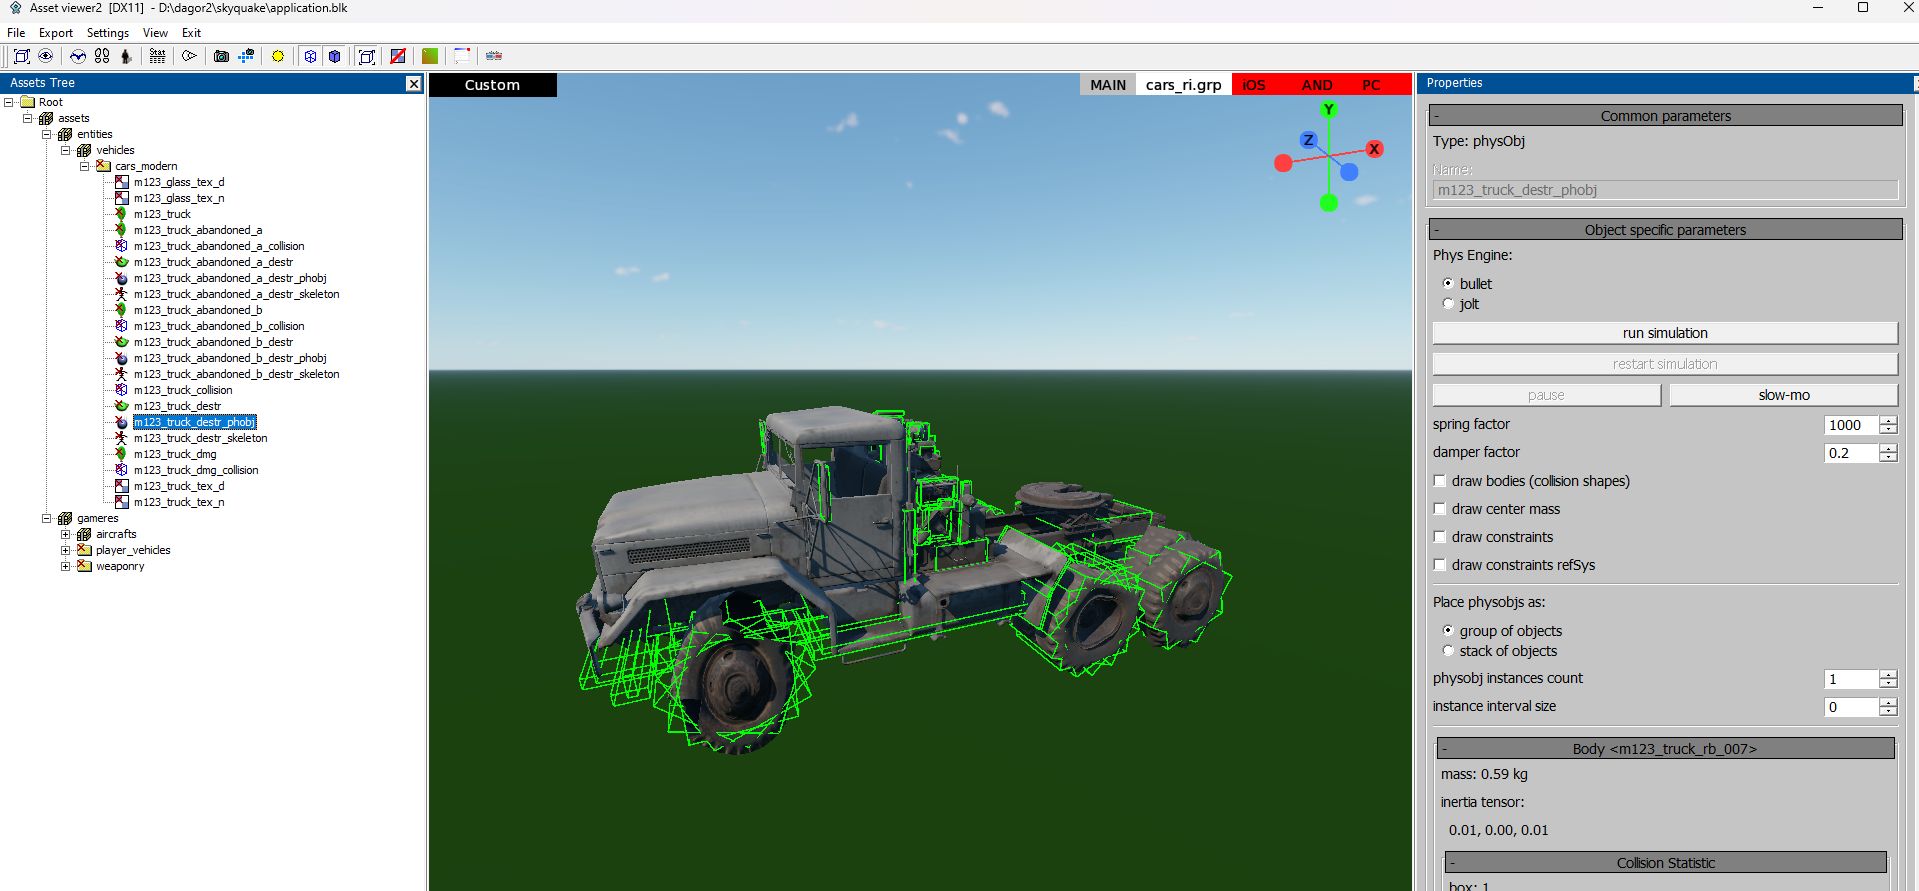 Asset viewer2 [DX11] - D:\dagor2\skyquake\application.blk
File Export Settings View Exit
Stat
Assets Tree
Root
assets
entities
vehicles
cars_modern
m123_glass_tex_d
m123_glass_tex_n
m123_truck
m123_truck_abandoned_a
m123_truck_abandoned_a_collision
m123_truck_abandoned_a_destr
m123_truck_abandoned_a_destr_phobj
m123_truck_abandoned_a_destr_skeleton
m123_truck_abandoned_b
m123_truck_abandoned_b_collision
m123_truck_abandoned_b_destr
m123_truck_abandoned_b_destr_phobj
m123_truck_abandoned_b_destr_skeleton
m123_truck_collision
m123_truck_destr
m123_truck_destr_phobj
m123_truck_destr_skeleton
m123_truck_dmg
m123_truck_dmg_collision
m123_truck_tex_d
m123_truck_tex_n
gameres
aircrafts
player_vehicles
weaponry
Custom
MAIN cars_ri.grp iOS AND PC
Y
Z
X
Properties
Common parameters
Type: physObj
Name:
m123_truck_destr_phobj
Object specific parameters
Phys Engine:
bullet
jolt
run simulation
restart simulation
pause slow-mo
spring factor 1000
damper factor 0.2
draw bodies (collision shapes)
draw center mass
draw constraints
draw constraints refSys
Place physobjs as:
group of objects
stack of objects
physobj instances count 1
instance interval size 0
Body <m123_truck_rb_007>
mass: 0.59 kg
inertia tensor:
0.01, 0.00, 0.01
Collision Statistic
box: 1